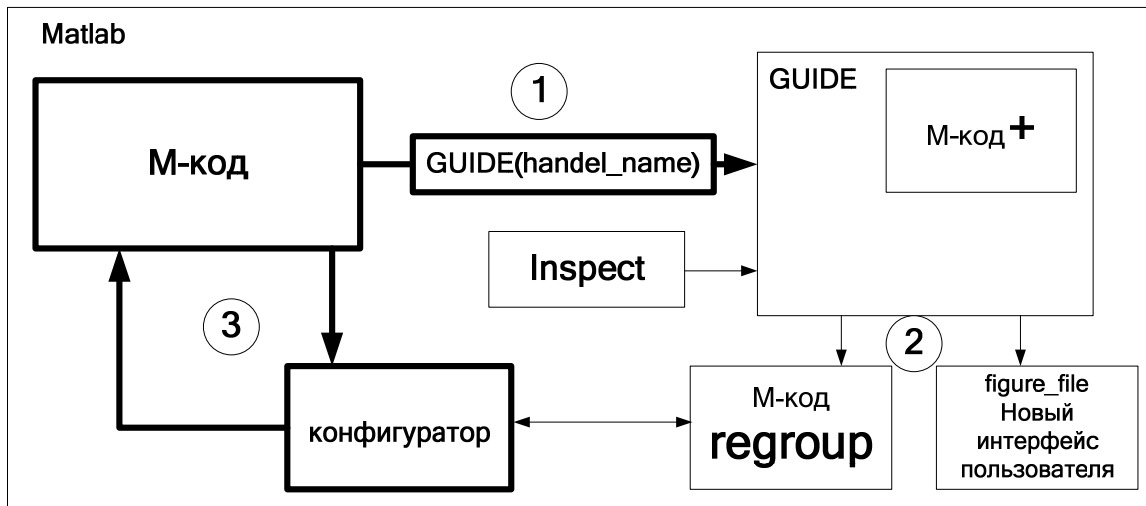 Matlab
1
GUIDE
М-код+
М-код
GUIDE(handel_name)
Inspect
3
2
конфигуратор
М-код
regroup
figure_file
Новый
интерфейс
пользователя